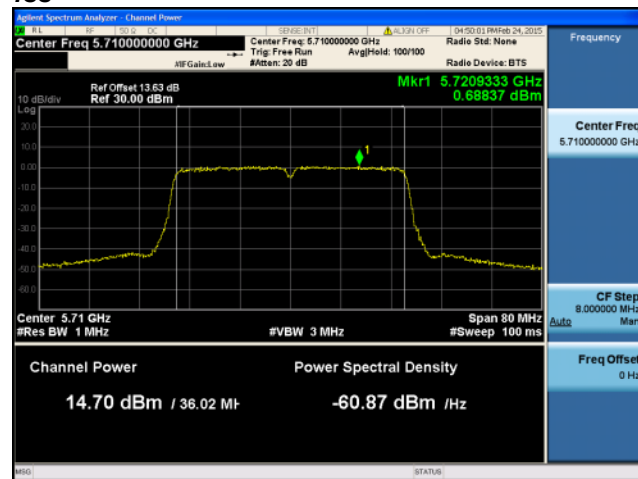 Agilent Spectrum Analyzer - Channel Power
RL RF 50 Ω DC SENSE:INT ALIGN OFF 04:50:01 PMFeb 24, 2015
Center Freq 5.710000000 GHz
Center Freq: 5.710000000 GHz
Radio Std: None
Trig: Free Run Avg|Hold: 100/100
#IFGain:Low #Atten: 20 dB Radio Device: BTS
Frequency
Mkr1 5.7209333 GHz
0.68837 dBm
Ref Offset 13.63 dB
10 dB/div Ref 30.00 dBm
Log
20.0
10.0
0.00
-10.0
-20.0
-30.0
-40.0
-50.0
-60.0
1
Center 5.71 GHz Span 80 MHz
#Res BW 1 MHz #VBW 3 MHz #Sweep 100 ms
Channel Power Power Spectral Density
14.70 dBm / 36.02 MH -60.87 dBm /Hz
Center Freq
5.710000000 GHz
CF Step
8.000000 MHz
Auto Man
Freq Offset
0 Hz
MSG STATUS